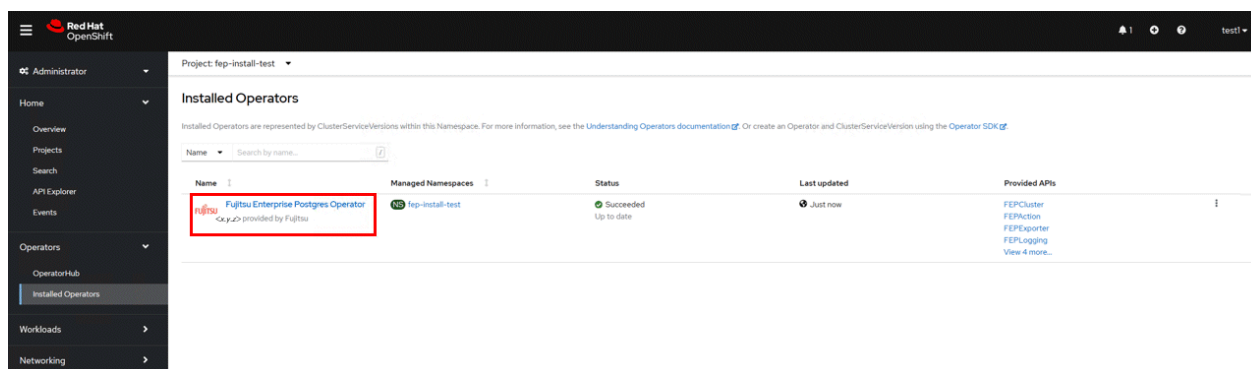 Red Hat
OpenShift
1
test1
Administrator
Project: fep-install-test
Home
Overview
Projects
Search
API Explorer
Events
Operators
OperatorHub
Installed Operators
Workloads
Networking
Installed Operators
Installed Operators are represented by ClusterServiceVersions within this Namespace. For more information, see the Understanding Operators documentation. Or create an Operator and ClusterServiceVersion using the Operator SDK.
Name Search by name... /
Name Managed Namespaces Status Last updated Provided APIs
FUJITSU Fujitsu Enterprise Postgres Operator NS fep-install-test Succeeded Just now FEPCluster
<x.y.z> provided by Fujitsu Up to date FEPAction
FEPExporter
FEPLogging
View 4 more...